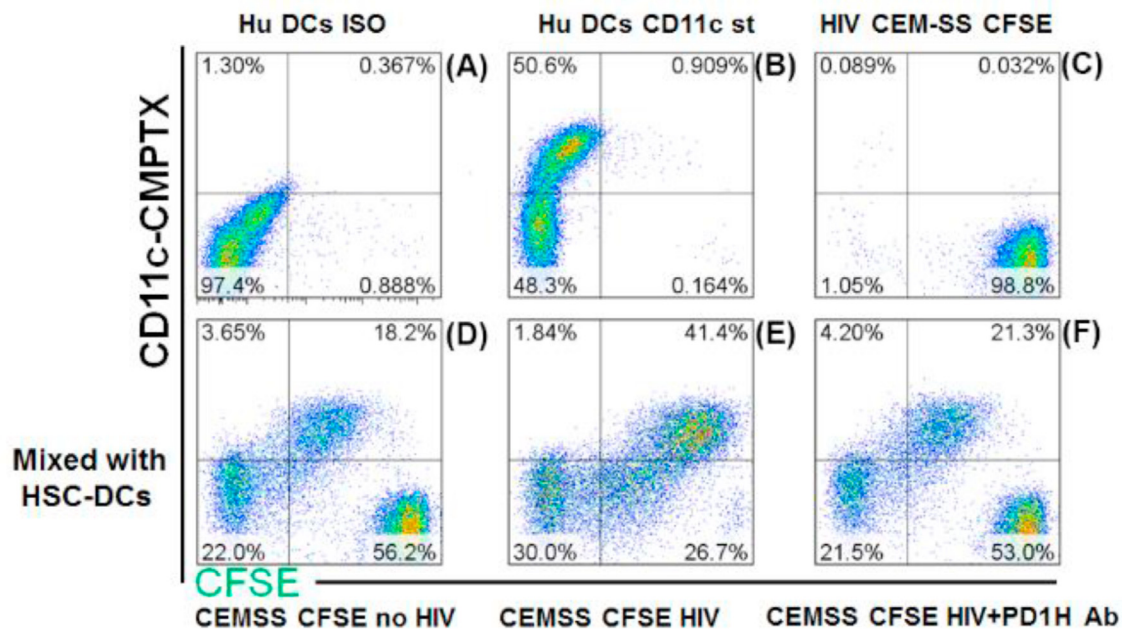 Hu DCs ISO
Hu DCs CD11c st
HIV CEM-SS CFSE
CD11c-CMPTX
1.30% 0.367% (A)
50.6% 0.909% (B)
0.089% 0.032% (C)
97.4% 0.888%
48.3% 0.164%
1.05% 98.8%
3.65% 18.2% (D)
1.84% 41.4% (E)
4.20% 21.3% (F)
Mixed with
HSC-DCs
22.0% 56.2%
30.0% 26.7%
21.5% 53.0%
CFSE
CEMSS CFSE no HIV
CEMSS CFSE HIV
CEMSS CFSE HIV+PD1H Ab